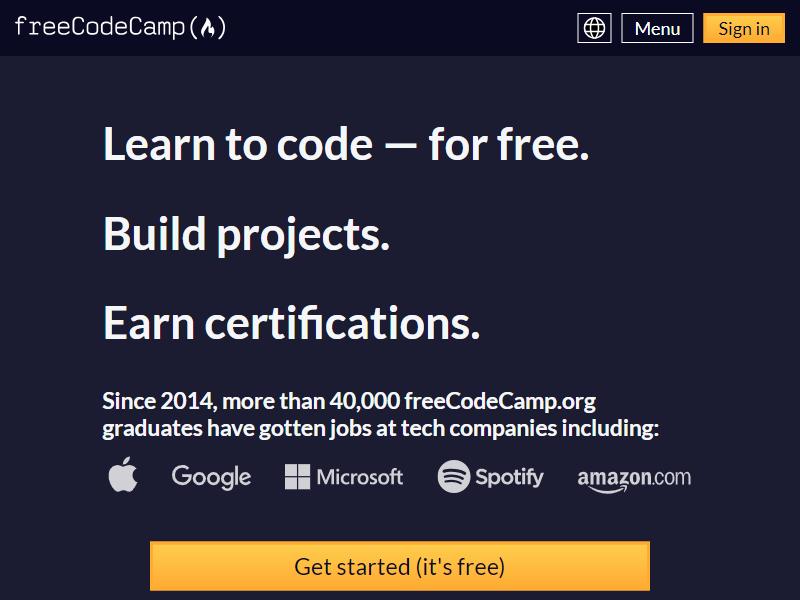 freeCodeCamp(🔥)
Menu
Sign in
Learn to code — for free.
Build projects.
Earn certifications.
Since 2014, more than 40,000 freeCodeCamp.org
graduates have gotten jobs at tech companies including:
Google Microsoft Spotify amazon.com
Get started (it's free)